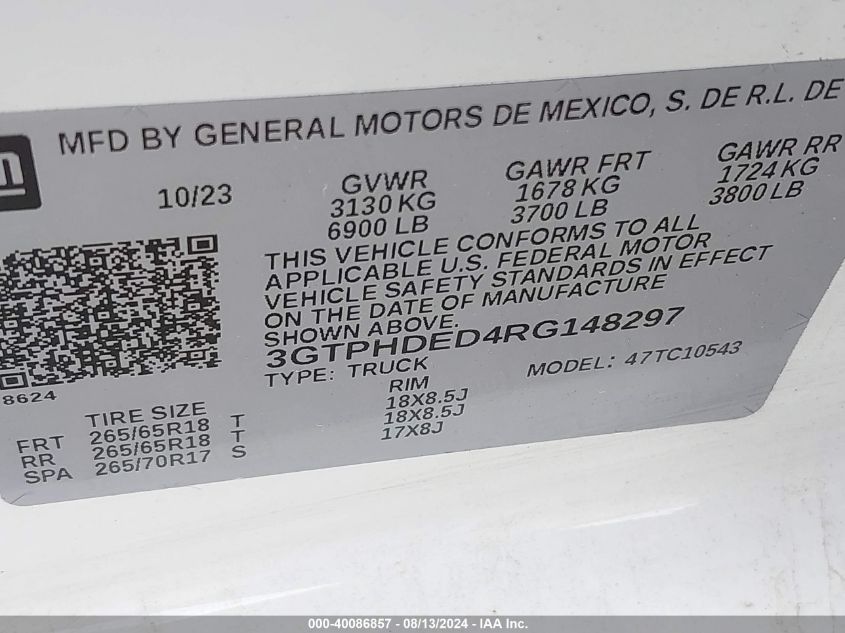 MFD BY GENERAL MOTORS DE MEXICO, S. DE R.L. DE
10/23
GVWR GAWR FRT GAWR RR
3130 KG 1678 KG 1724 KG
6900 LB 3700 LB 3800 LB
THIS VEHICLE CONFORMS TO ALL
APPLICABLE U.S. FEDERAL MOTOR
VEHICLE SAFETY STANDARDS IN EFFECT
ON THE DATE OF MANUFACTURE
SHOWN ABOVE.
3GTPHDED4RG148297
TYPE: TRUCK MODEL: 47TC10543
8624
TIRE SIZE RIM
FRT 265/65R18 T 18X8.5J
RR 265/65R18 T 18X8.5J
SPA 265/70R17 S 17X8J
000-40086857 - 08/13/2024 - IAA Inc.